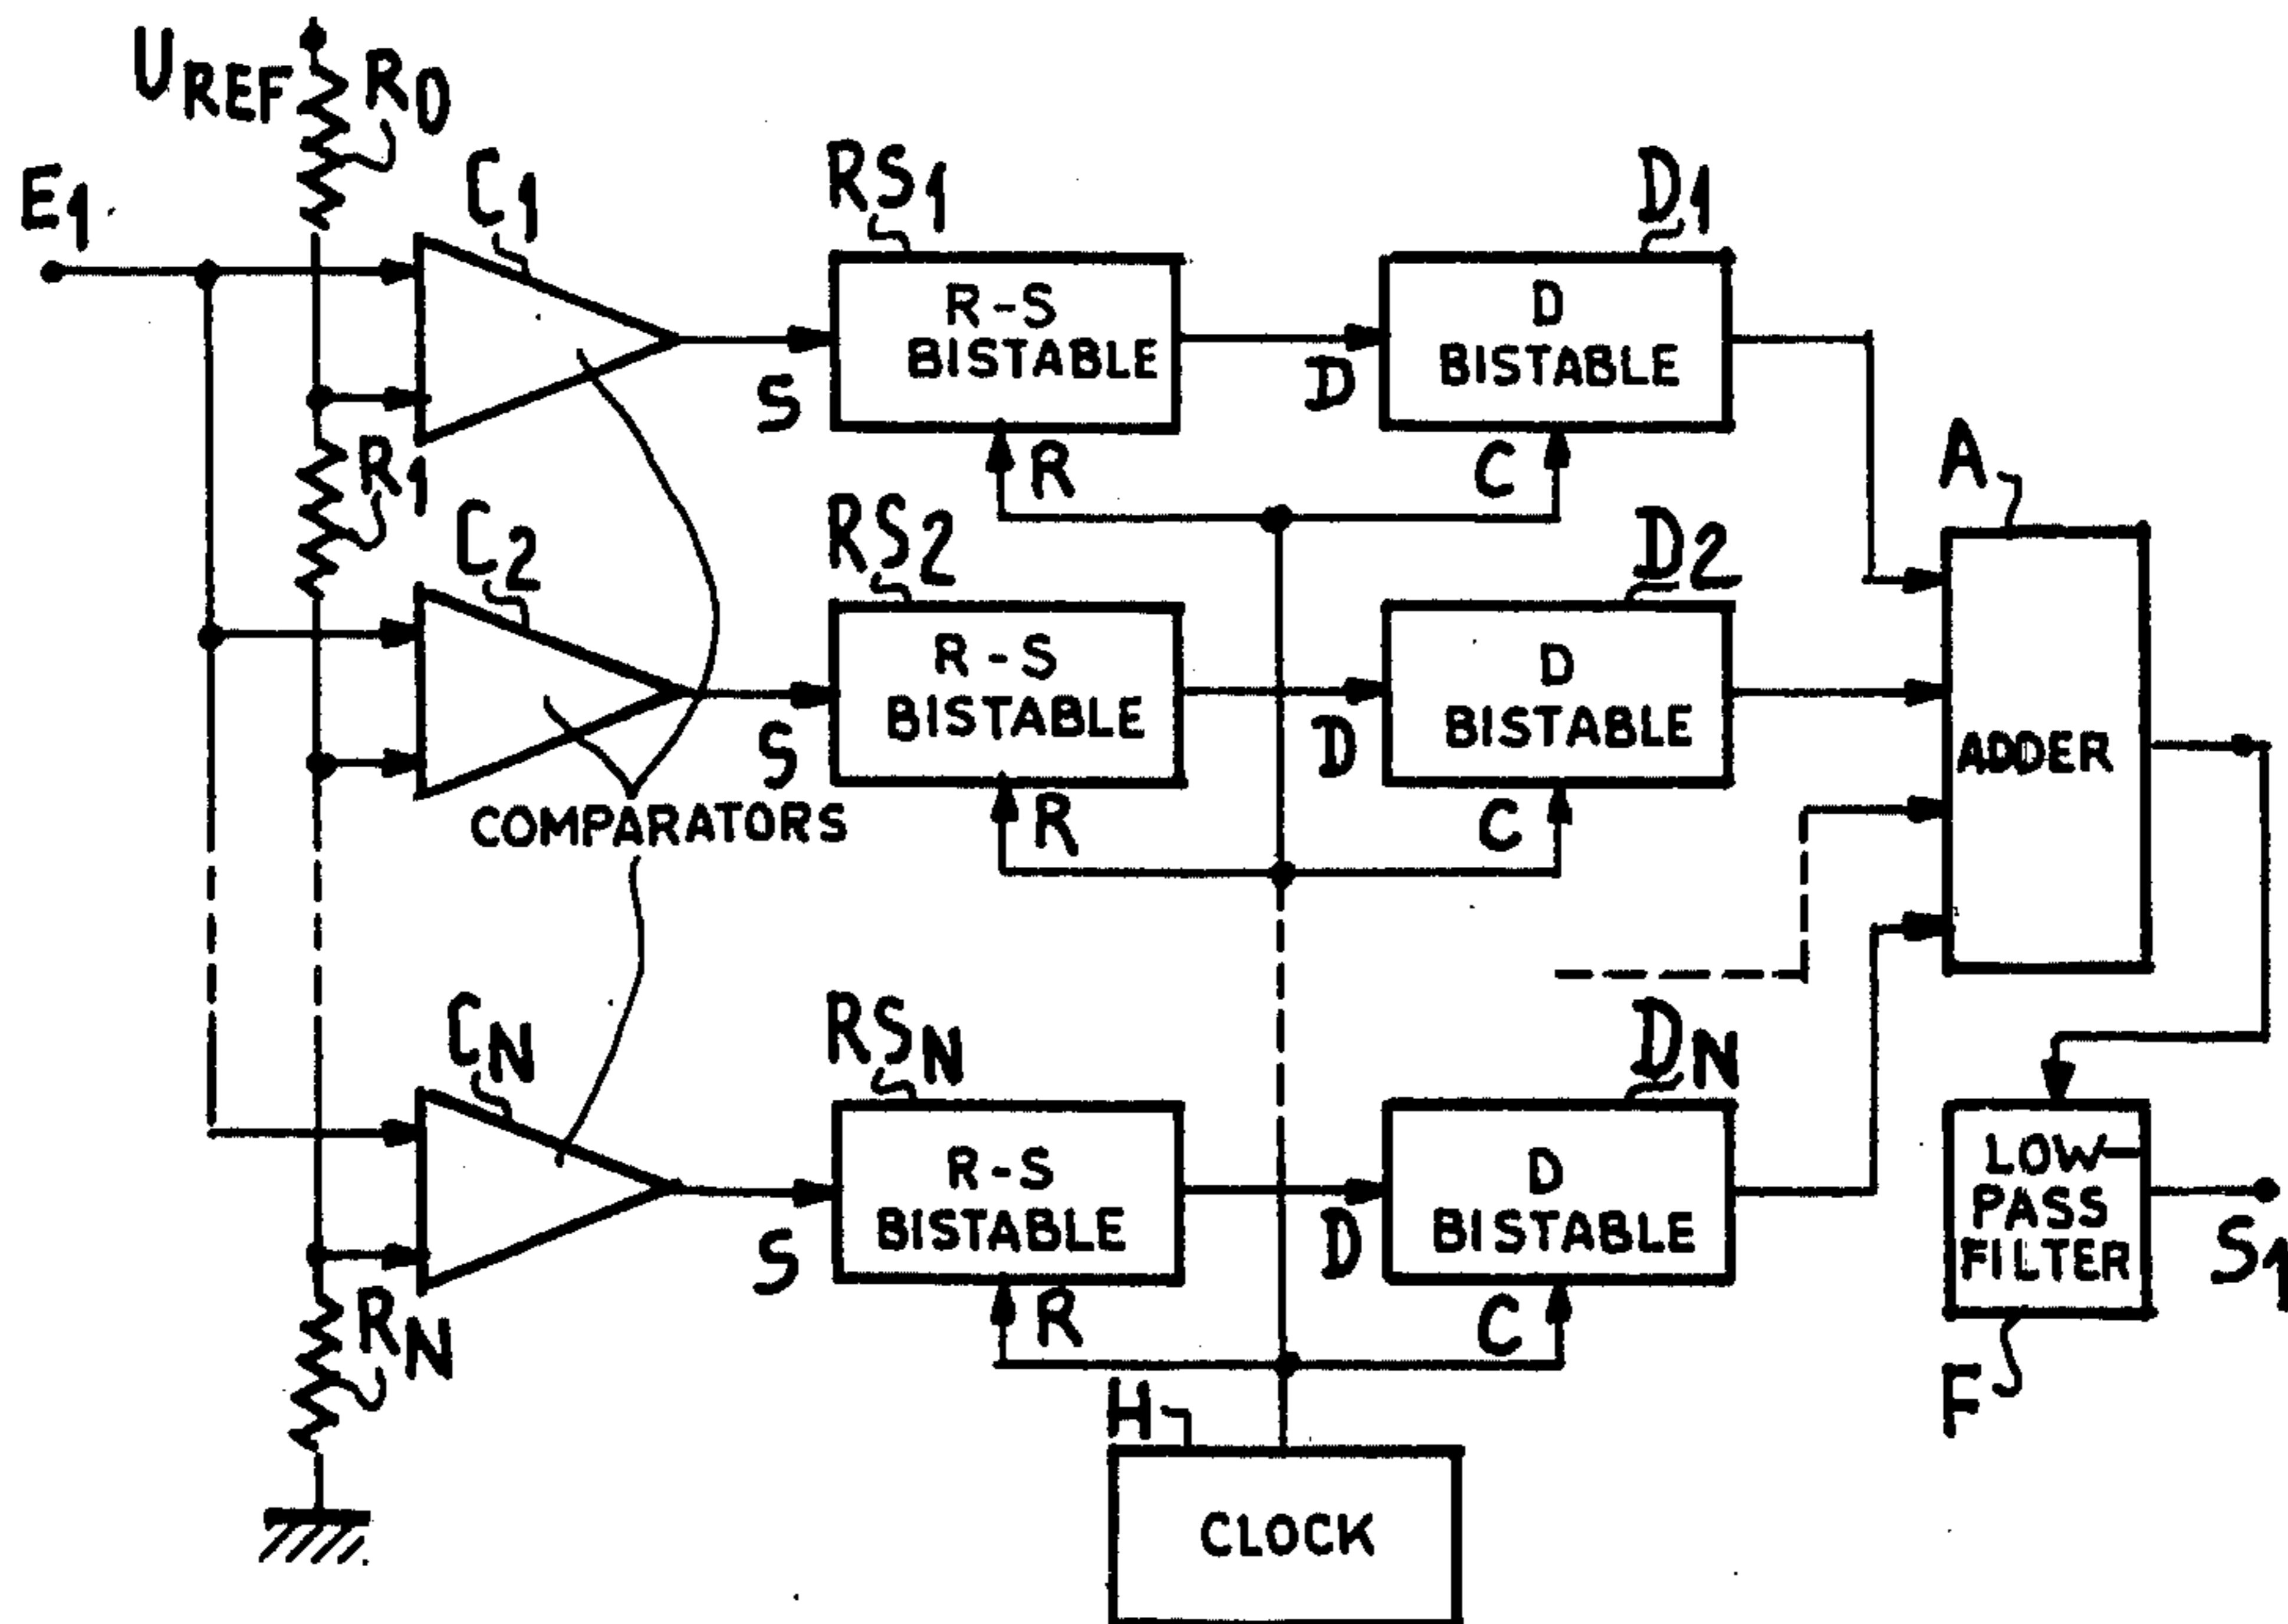 UREF
R0
E1
C1
RS1
D1
R-S
BISTABLE
D
BISTABLE
S
D
R
C
R1
A
C2
RS2
D2
R-S
BISTABLE
D
BISTABLE
ADDER
S
D
COMPARATORS
R
C
CN
RSN
DN
R-S
BISTABLE
D
BISTABLE
LOW-
PASS
FILTER
S
D
S1
RN
R
C
H
F
CLOCK